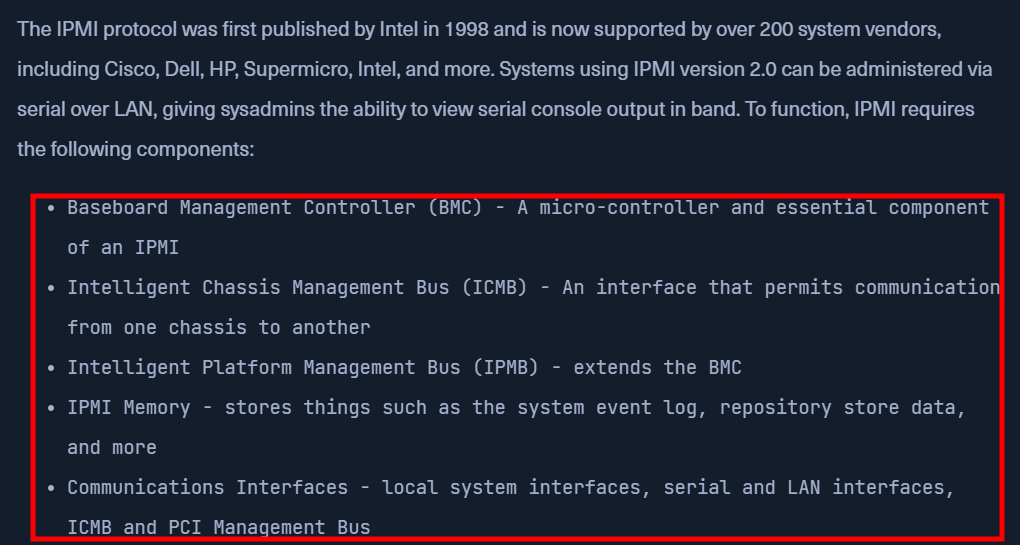 The IPMI protocol was first published by Intel in 1998 and is now supported by over 200 system vendors,
including Cisco, Dell, HP, Supermicro, Intel, and more. Systems using IPMI version 2.0 can be administered via
serial over LAN, giving sysadmins the ability to view serial console output in band. To function, IPMI requires
the following components:
• Baseboard Management Controller (BMC) - A micro-controller and essential component
of an IPMI
• Intelligent Chassis Management Bus (ICMB) - An interface that permits communication
from one chassis to another
• Intelligent Platform Management Bus (IPMB) - extends the BMC
• IPMI Memory - stores things such as the system event log, repository store data,
and more
• Communications Interfaces - local system interfaces, serial and LAN interfaces,
ICMB and PCI Management Bus